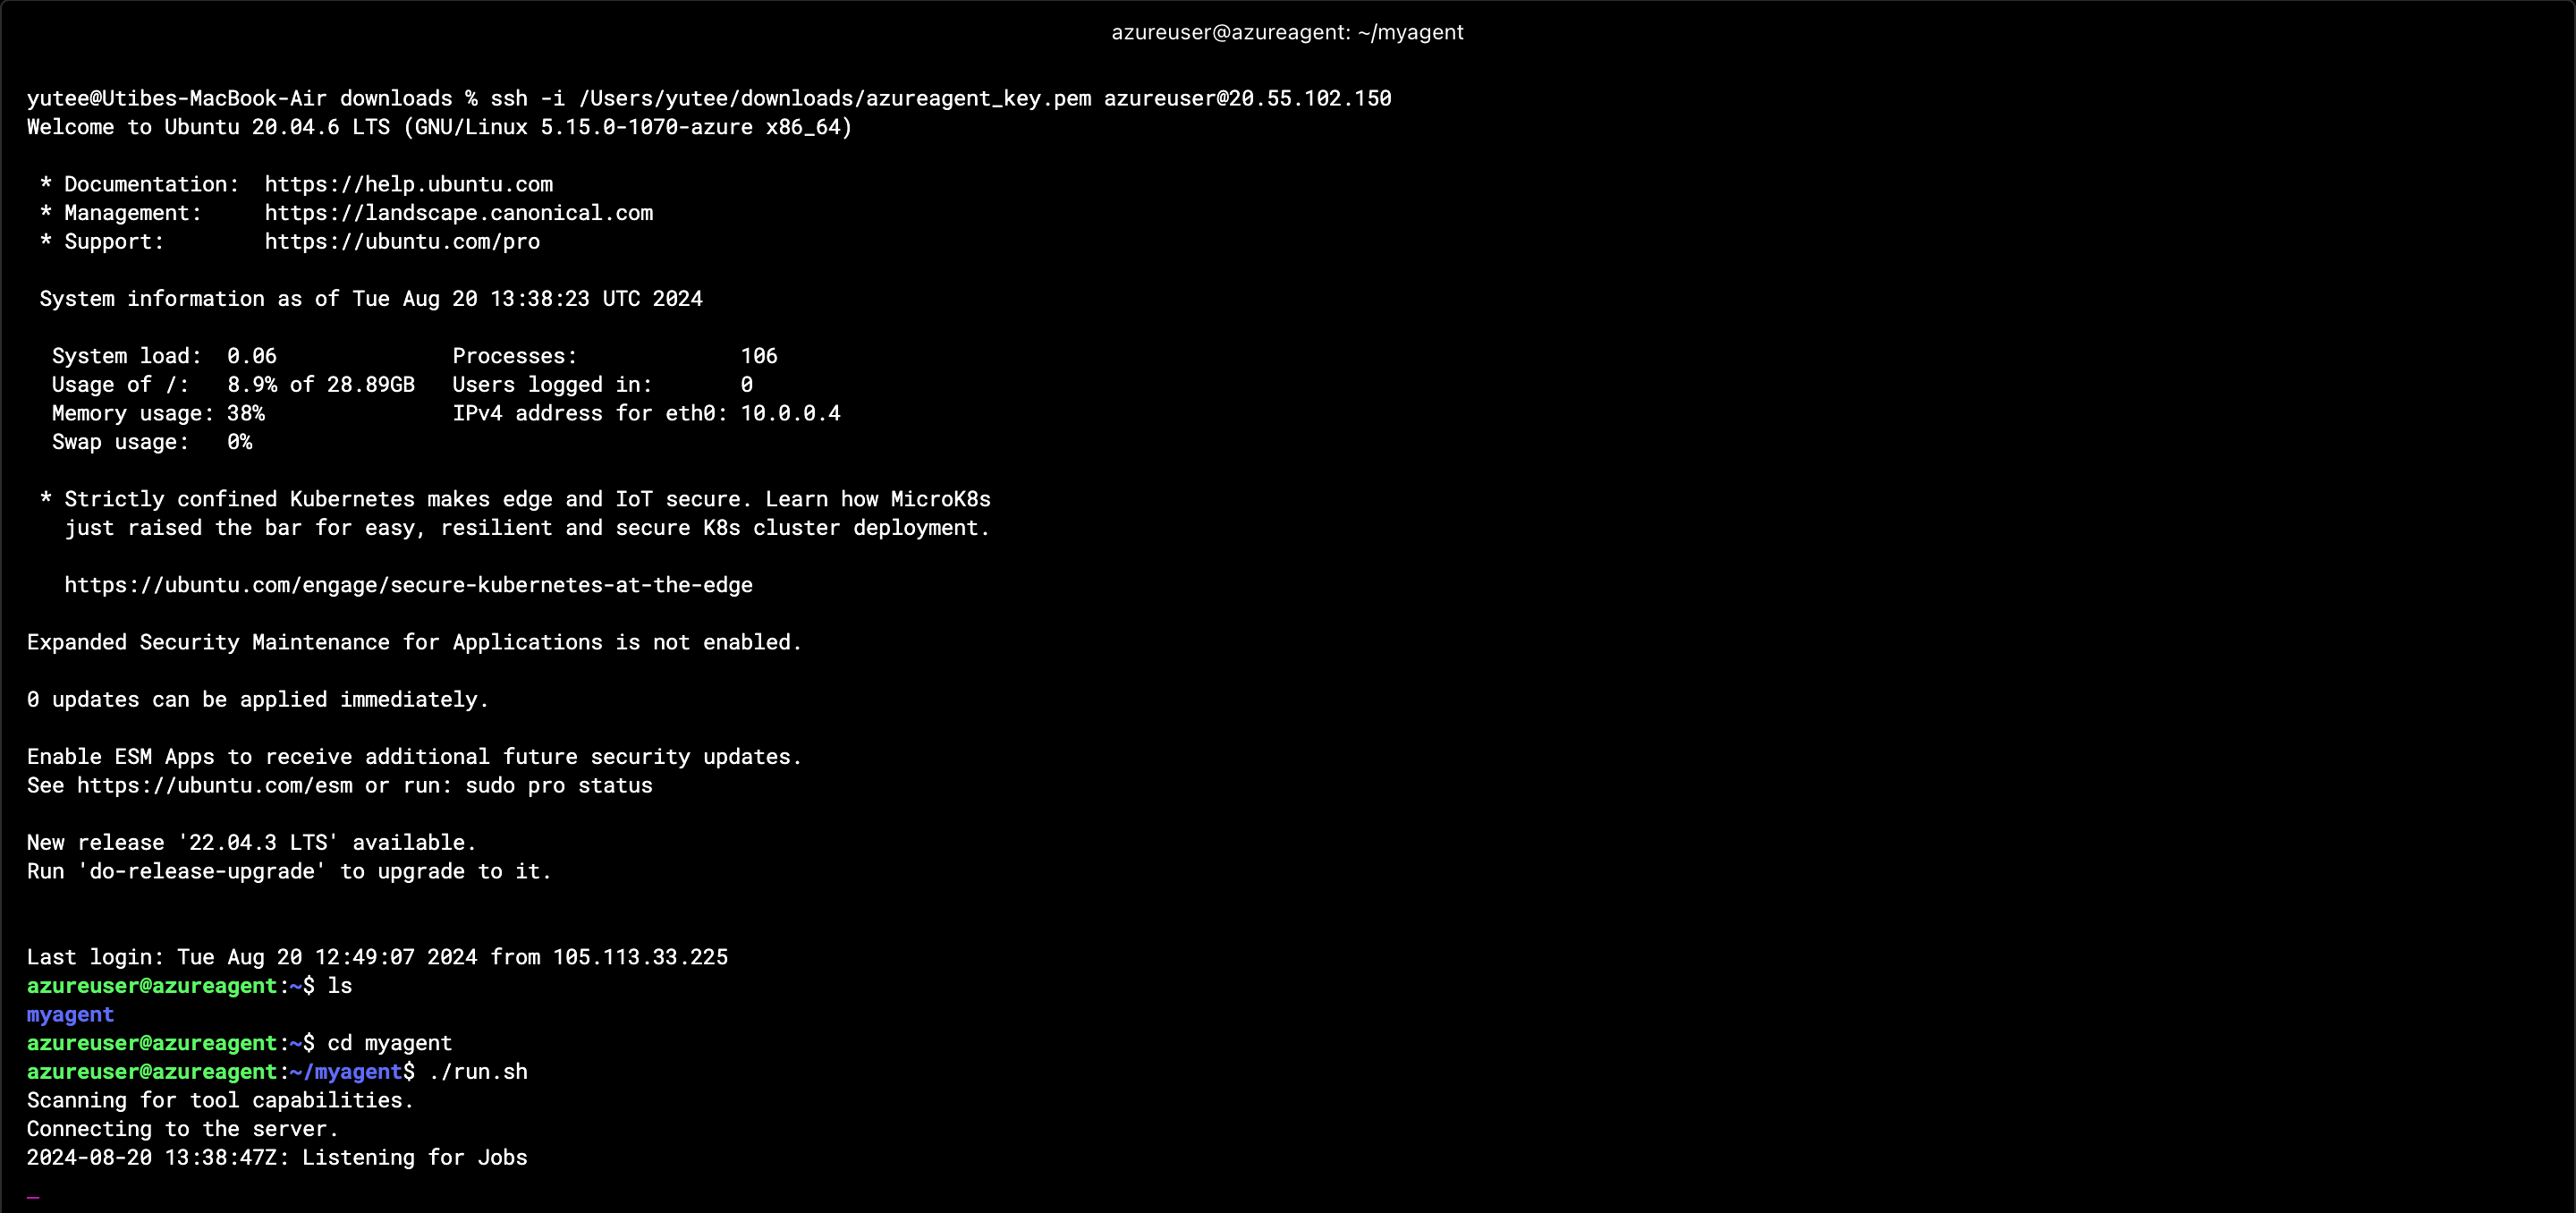 azureuser@azureagent: ~/myagent
yutee@Utibes-MacBook-Air downloads % ssh -i /Users/yutee/downloads/azureagent_key.pem azureuser@20.55.102.150
Welcome to Ubuntu 20.04.6 LTS (GNU/Linux 5.15.0-1070-azure x86_64)
* Documentation:  https://help.ubuntu.com
* Management:     https://landscape.canonical.com
* Support:        https://ubuntu.com/pro
System information as of Tue Aug 20 13:38:23 UTC 2024
System load:  0.06              Processes:             106
Usage of /:   8.9% of 28.89GB   Users logged in:       0
Memory usage: 38%               IPv4 address for eth0: 10.0.0.4
Swap usage:   0%
* Strictly confined Kubernetes makes edge and IoT secure. Learn how MicroK8s
just raised the bar for easy, resilient and secure K8s cluster deployment.
https://ubuntu.com/engage/secure-kubernetes-at-the-edge
Expanded Security Maintenance for Applications is not enabled.
0 updates can be applied immediately.
Enable ESM Apps to receive additional future security updates.
See https://ubuntu.com/esm or run: sudo pro status
New release '22.04.3 LTS' available.
Run 'do-release-upgrade' to upgrade to it.
Last login: Tue Aug 20 12:49:07 2024 from 105.113.33.225
azureuser@azureagent:~$ ls
myagent
azureuser@azureagent:~$ cd myagent
azureuser@azureagent:~/myagent$ ./run.sh
Scanning for tool capabilities.
Connecting to the server.
2024-08-20 13:38:47Z: Listening for Jobs